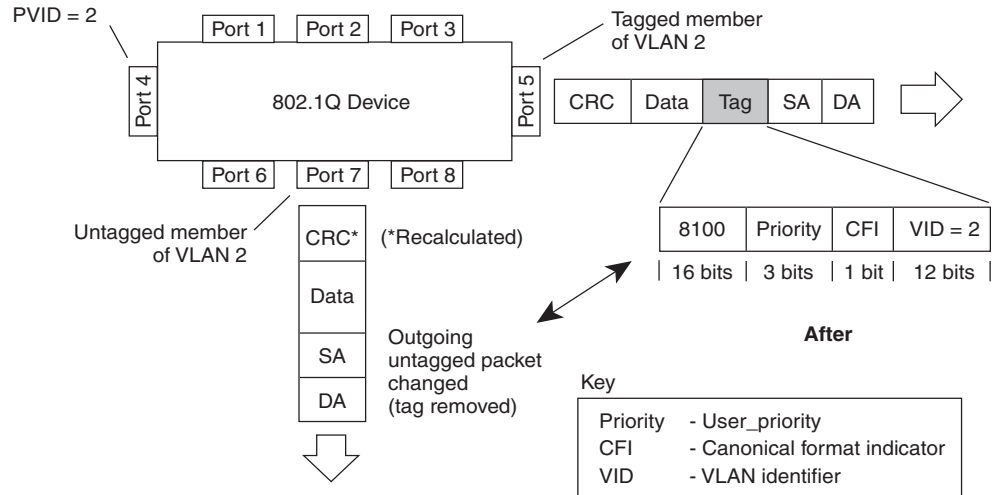 PVID = 2
Port 1
Port 2
Port 3
Tagged member
of VLAN 2
Port 4
802.1Q Device
Port 5
CRC
Data
Tag
SA
DA
Port 6
Port 7
Port 8
Untagged member
of VLAN 2
CRC*
(*Recalculated)
Data
SA
DA
Outgoing
untagged packet
changed
(tag removed)
8100
Priority
CFI
VID = 2
16 bits
3 bits
1 bit
12 bits
After
Key
Priority - User_priority
CFI - Canonical format indicator
VID - VLAN identifier